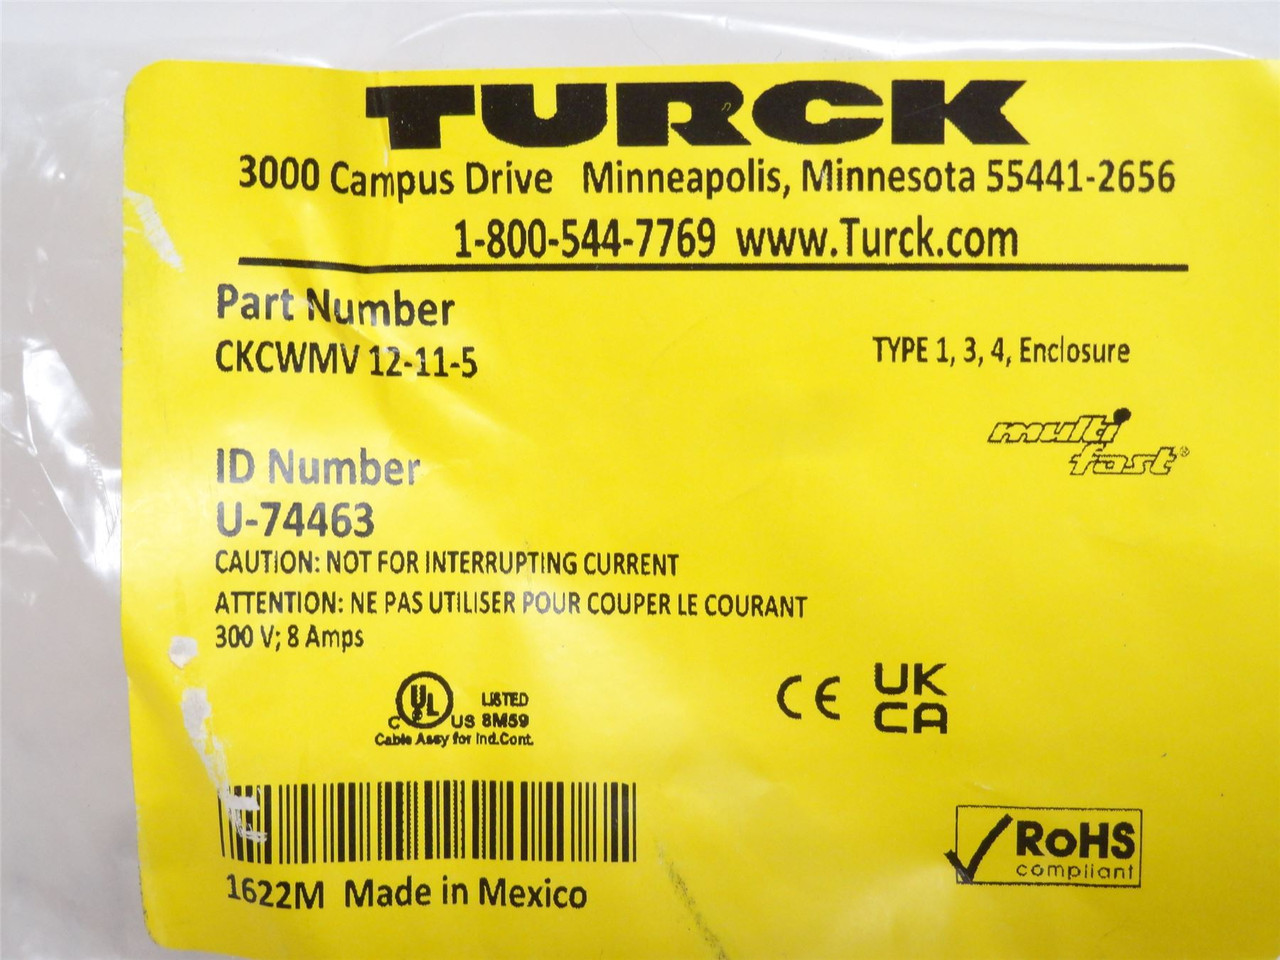 TURCK
3000 Campus Drive Minneapolis, Minnesota 55441-2656
1-800-544-7769 www.Turck.com
Part Number
CKCWMV 12-11-5
TYPE 1, 3, 4, Enclosure
multi
fast®
ID Number
U-74463
CAUTION: NOT FOR INTERRUPTING CURRENT
ATTENTION: NE PAS UTILISER POUR COUPER LE COURANT
300 V; 8 Amps
C UL US LISTED
8M59
Cable Assy for Ind.Cont.
CE
UK
CA
RoHS
compliant
1622M Made in Mexico